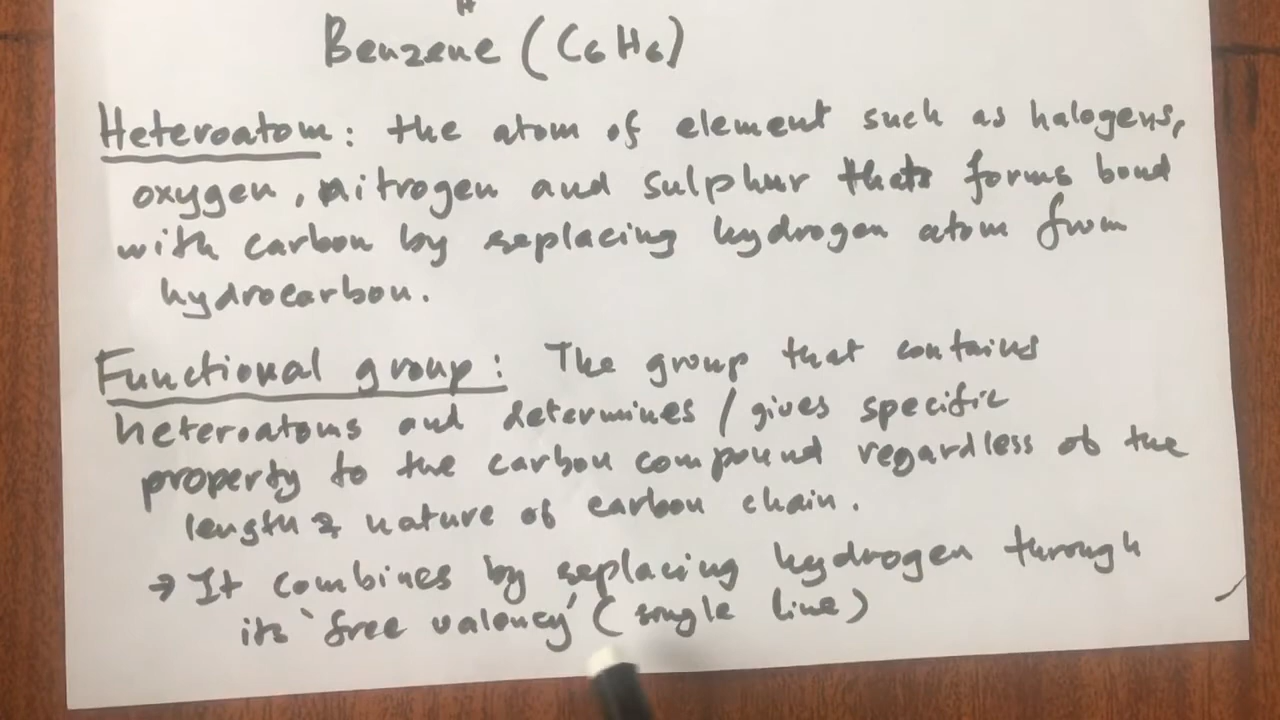 H
Benzene (C6H6)
Heteroatom: the atom of element such as halogens,
oxygen, nitrogen and sulphur that forms bond
with carbon by replacing hydrogen atom from
hydrocarbon.
Functional group: The group that contains
heteroatoms and determines / gives specific
property to the carbon compound regardless of the
length & nature of carbon chain.
→ It combines by replacing hydrogen through
its 'free valency' (single line)